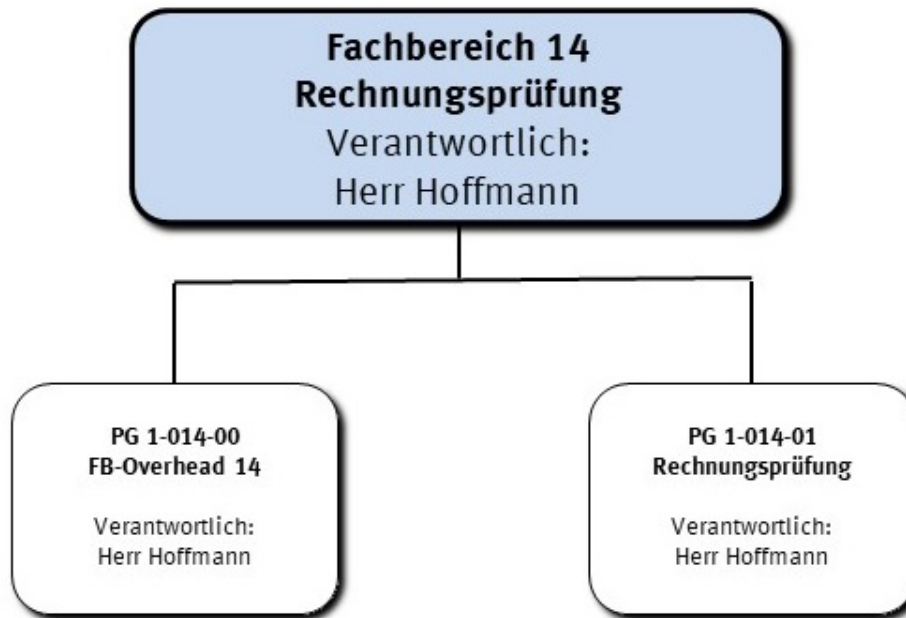 Fachbereich 14
Rechnungsprüfung
Verantwortlich:
Herr Hoffmann
PG 1-014-00
FB-Overhead 14
Verantwortlich:
Herr Hoffmann
PG 1-014-01
Rechnungsprüfung
Verantwortlich:
Herr Hoffmann